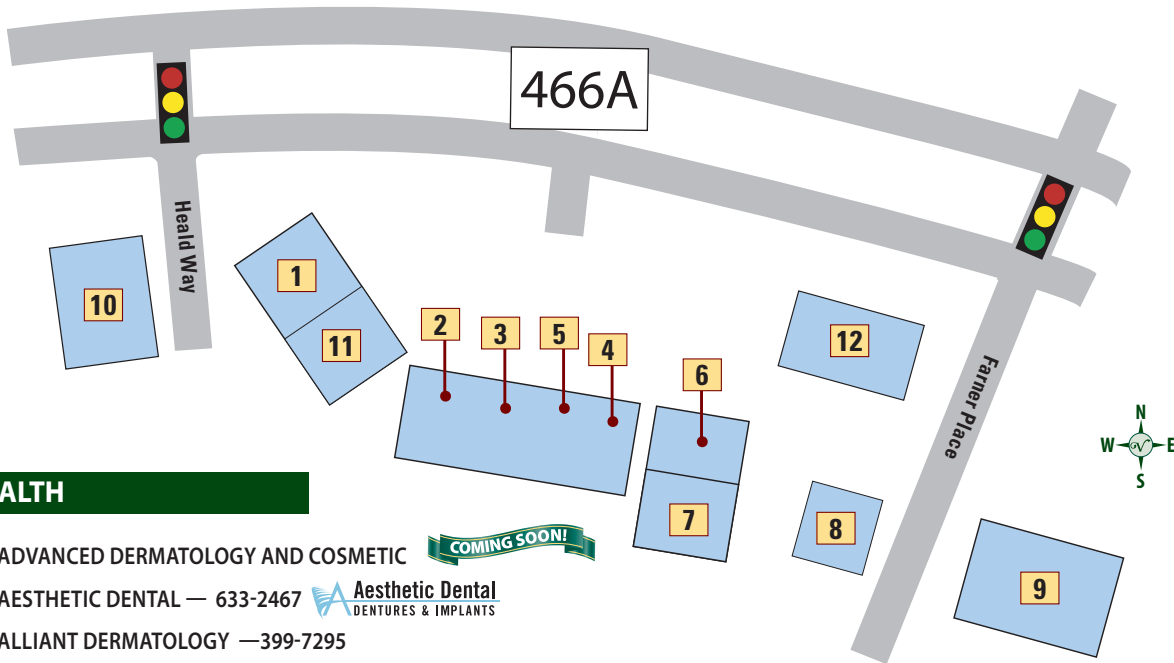 466A
Heald Way
1
10
2
3
5
4
12
11
6
Farner Place
N
W E
S
ALTH
7
8
COMING SOON!
ADVANCED DERMATOLOGY AND COSMETIC
9
AESTHETIC DENTAL — 633-2467
Aesthetic Dental
DENTURES & IMPLANTS
ALLIANT DERMATOLOGY —399-7295